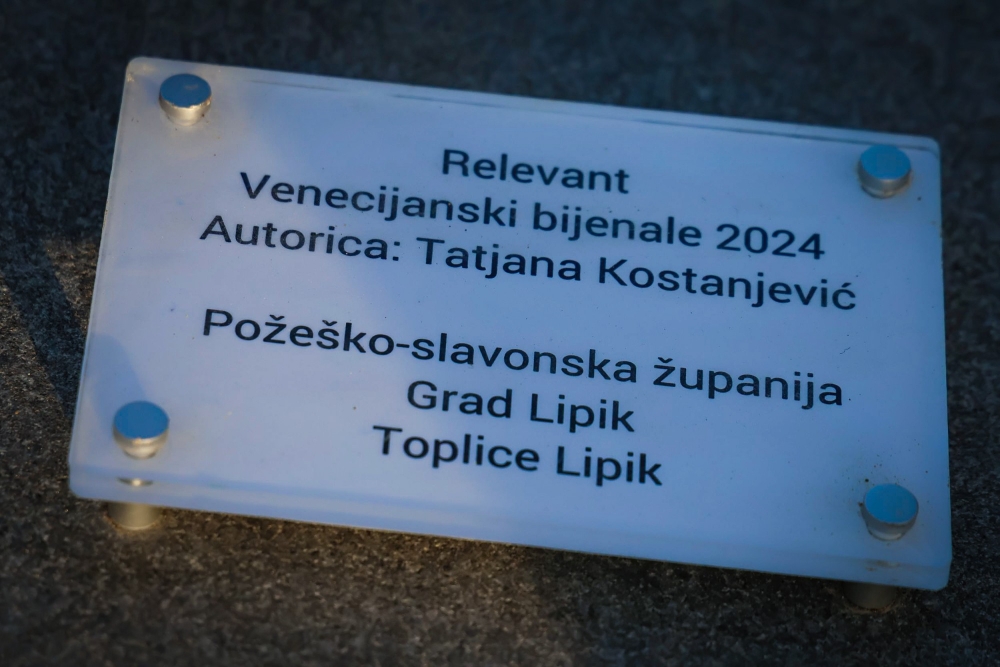 Relevant
Venecijanski bijenale 2024
Autorica: Tatjana Kostanjević
Požeško-slavonska županija
Grad Lipik
Toplice Lipik